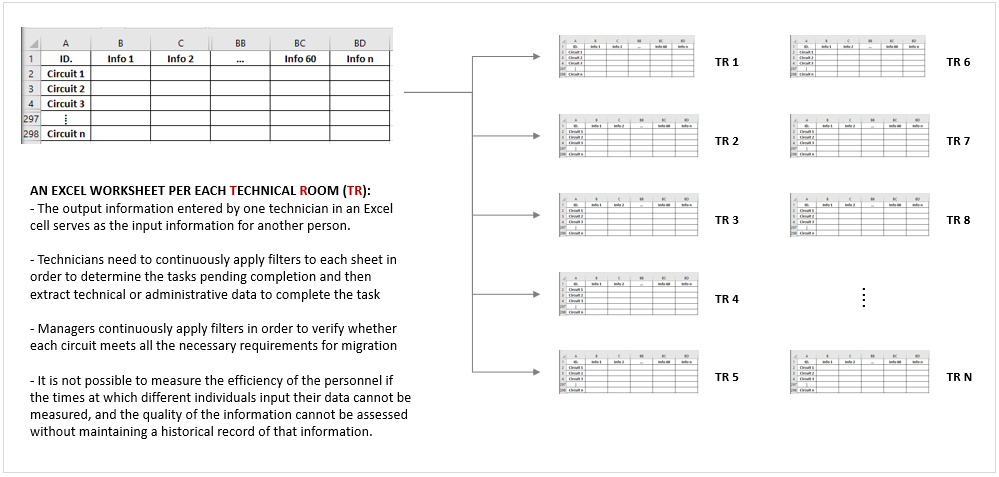 A B C BB BC BD
1 ID. Info 1 Info 2 ... Info 60 Info n
2 Circuit 1
3 Circuit 2
4 Circuit 3
297 ⋮
298 Circuit n
AN EXCEL WORKSHEET PER EACH TECHNICAL ROOM (TR):
- The output information entered by one technician in an Excel
cell serves as the input information for another person.
- Technicians need to continuously apply filters to each sheet in
order to determine the tasks pending completion and then
extract technical or administrative data to complete the task
- Managers continuously apply filters in order to verify whether
each circuit meets all the necessary requirements for migration
- It is not possible to measure the efficiency of the personnel if
the times at which different individuals input their data cannot be
measured, and the quality of the information cannot be assessed
without maintaining a historical record of that information.
TR 1
TR 2
TR 3
TR 4
TR 5
TR 6
TR 7
TR 8
⋮
TR N